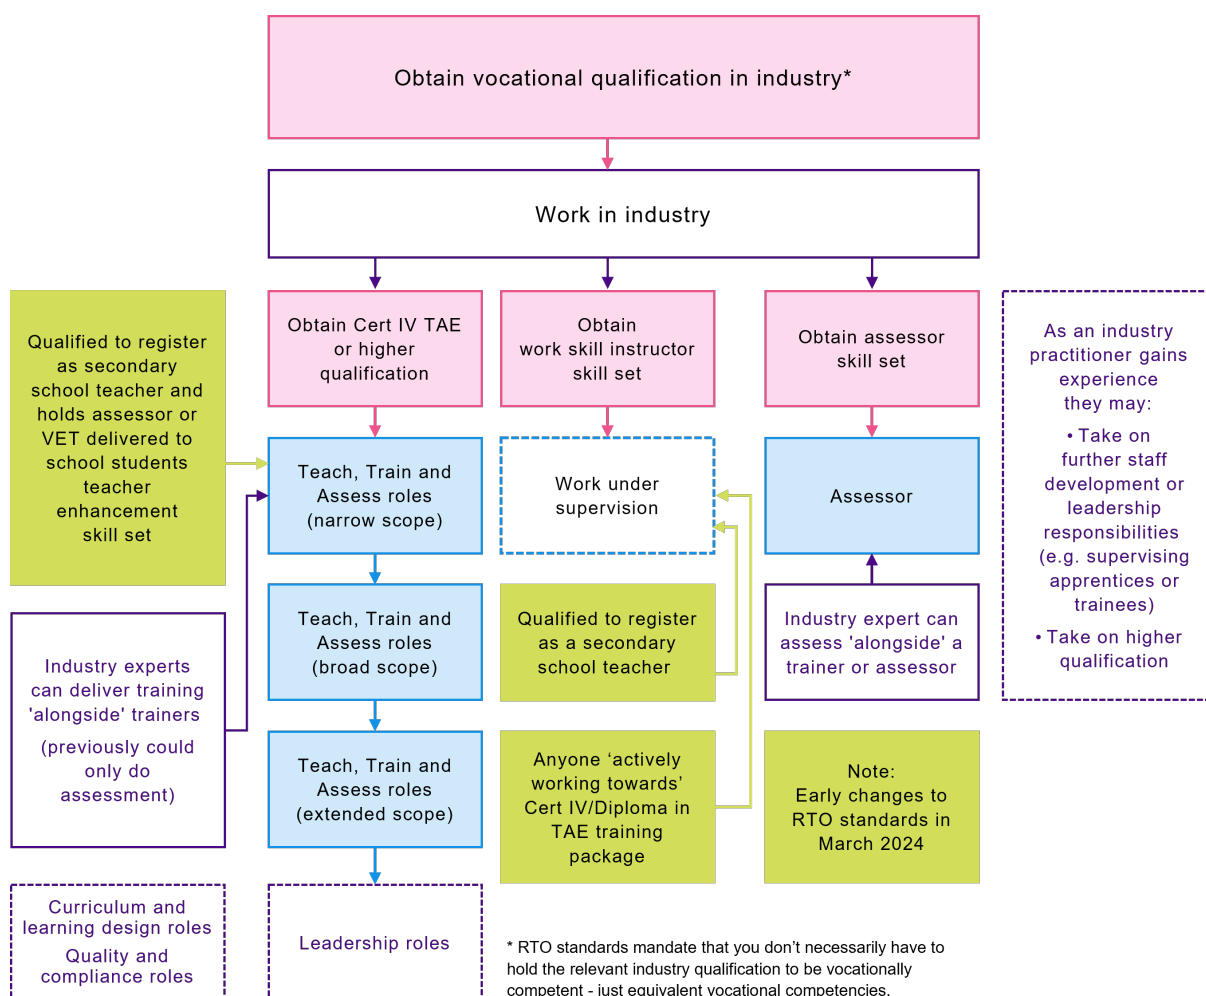 Obtain vocational qualification in industry*
Work in industry
Qualified to register
as secondary
school teacher and
holds assessor or
VET delivered to
school students
teacher
enhancement
skill set
Obtain Cert IV TAE
or higher
qualification
Obtain
work skill instructor
skill set
Obtain assessor
skill set
As an industry
practitioner gains
experience
they may:
• Take on
further staff
development or
leadership
responsibilities
(e.g. supervising
apprentices or
trainees)
• Take on higher
qualification
Teach, Train and
Assess roles
(narrow scope)
Work under
supervision
Assessor
Industry experts
can deliver training
'alongside' trainers
(previously could
only do
assessment)
Teach, Train and
Assess roles
(broad scope)
Qualified to register
as a secondary
school teacher
Industry expert can
assess 'alongside' a
trainer or assessor
Teach, Train and
Assess roles
(extended scope)
Anyone ‘actively
working towards’
Cert IV/Diploma in
TAE training
package
Note:
Early changes to
RTO standards in
March 2024
Curriculum and
learning design roles
Quality and
compliance roles
Leadership roles
* RTO standards mandate that you don’t necessarily have to
hold the relevant industry qualification to be vocationally
competent - just equivalent vocational competencies.